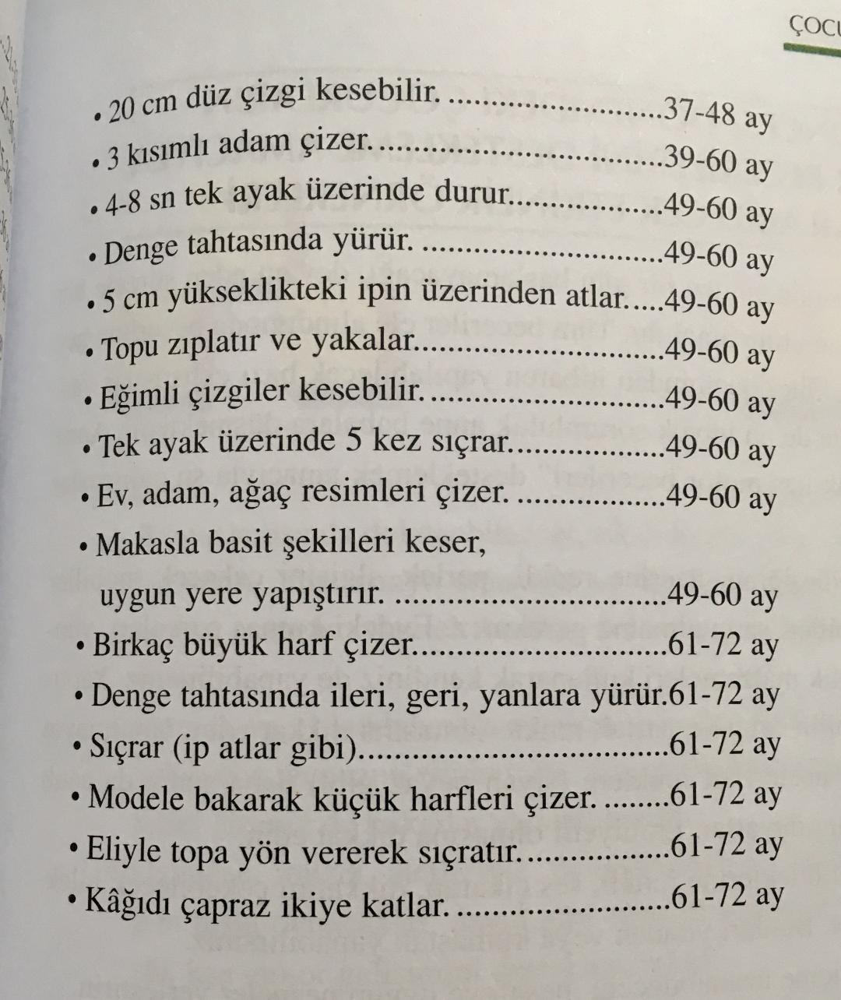 • 20 cm düz çizgi kesebilir. ............................37-48 ay
• 3 kısımlı adam çizer......................................39-60 ay
• 4-8 sn tek ayak üzerinde durur....................49-60 ay
• Denge tahtasında yürür. ...............................49-60 ay
• 5 cm yükseklikteki ipin üzerinden atlar.....49-60 ay
• Topu zıplatır ve yakalar................................49-60 ay
• Eğimli çizgiler kesebilir...............................49-60 ay
• Tek ayak üzerinde 5 kez sıçrar....................49-60 ay
• Ev, adam, ağaç resimleri çizer. ...................49-60 ay
• Makasla basit şekilleri keser,
uygun yere yapıştırır. ...................................49-60 ay
• Birkaç büyük harf çizer.................................61-72 ay
• Denge tahtasında ileri, geri, yanlara yürür.61-72 ay
• Sıçrar (ip atlar gibi)........................................61-72 ay
• Modele bakarak küçük harfleri çizer. ........61-72 ay
• Eliyle topa yön vererek sıçratır...................61-72 ay
• Kâğıdı çapraz ikiye katlar. ...........................61-72 ay